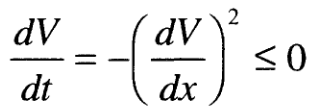 dV/dt = −(dV/dx)² ≤ 0